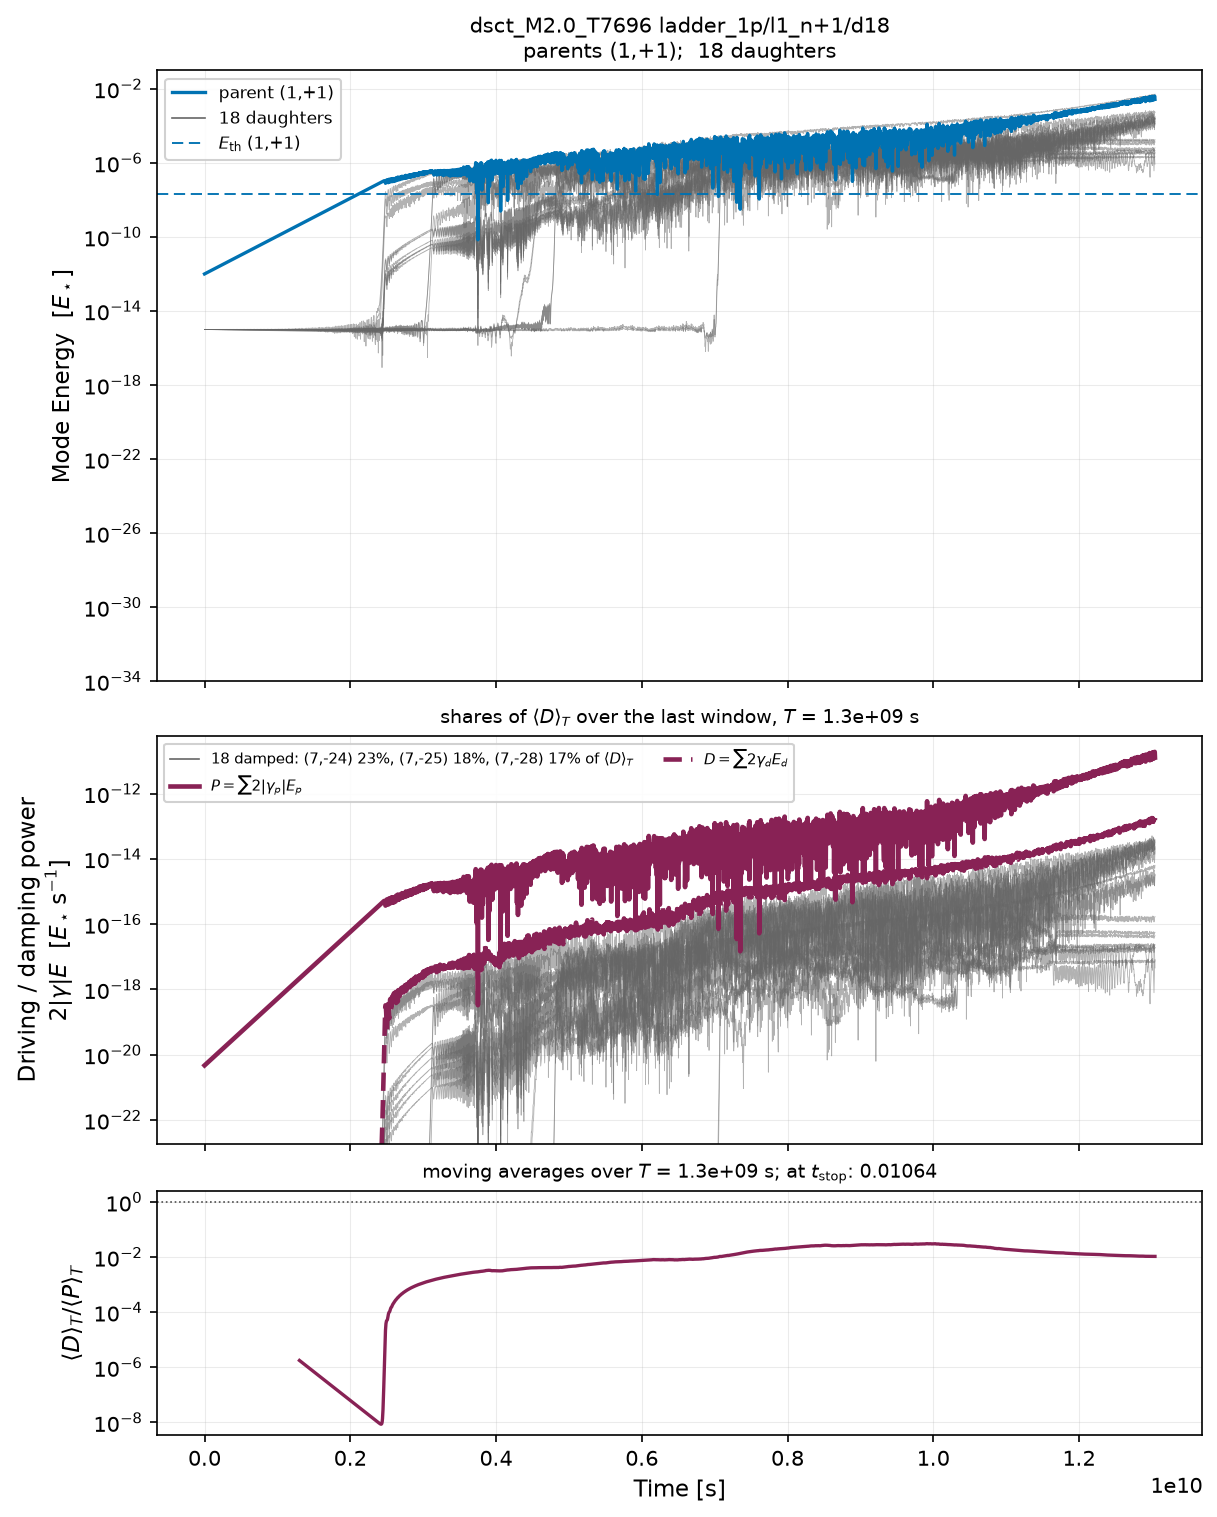 dsct_M2.0_T7696 ladder_1p/l1_n+1/d18
parents (1,+1);  18 daughters
parent (1,+1)
18 daughters
E_th (1,+1)
Mode Energy [E⋆]
10^−2
10^−6
10^−10
10^−14
10^−18
10^−22
10^−26
10^−30
10^−34
shares of ⟨D⟩_T over the last window, T = 1.3e+09 s
18 damped: (7,-24) 23%, (7,-25) 18%, (7,-28) 17% of ⟨D⟩_T
P = ∑2|γ_p|E_p
D = ∑2γ_dE_d
Driving / damping power
2|γ|E [E⋆ s^−1]
10^−12
10^−14
10^−16
10^−18
10^−20
10^−22
moving averages over T = 1.3e+09 s; at t_stop: 0.01064
⟨D⟩_T/⟨P⟩_T
10^0
10^−2
10^−4
10^−6
10^−8
0.0 0.2 0.4 0.6 0.8 1.0 1.2
1e10
Time [s]